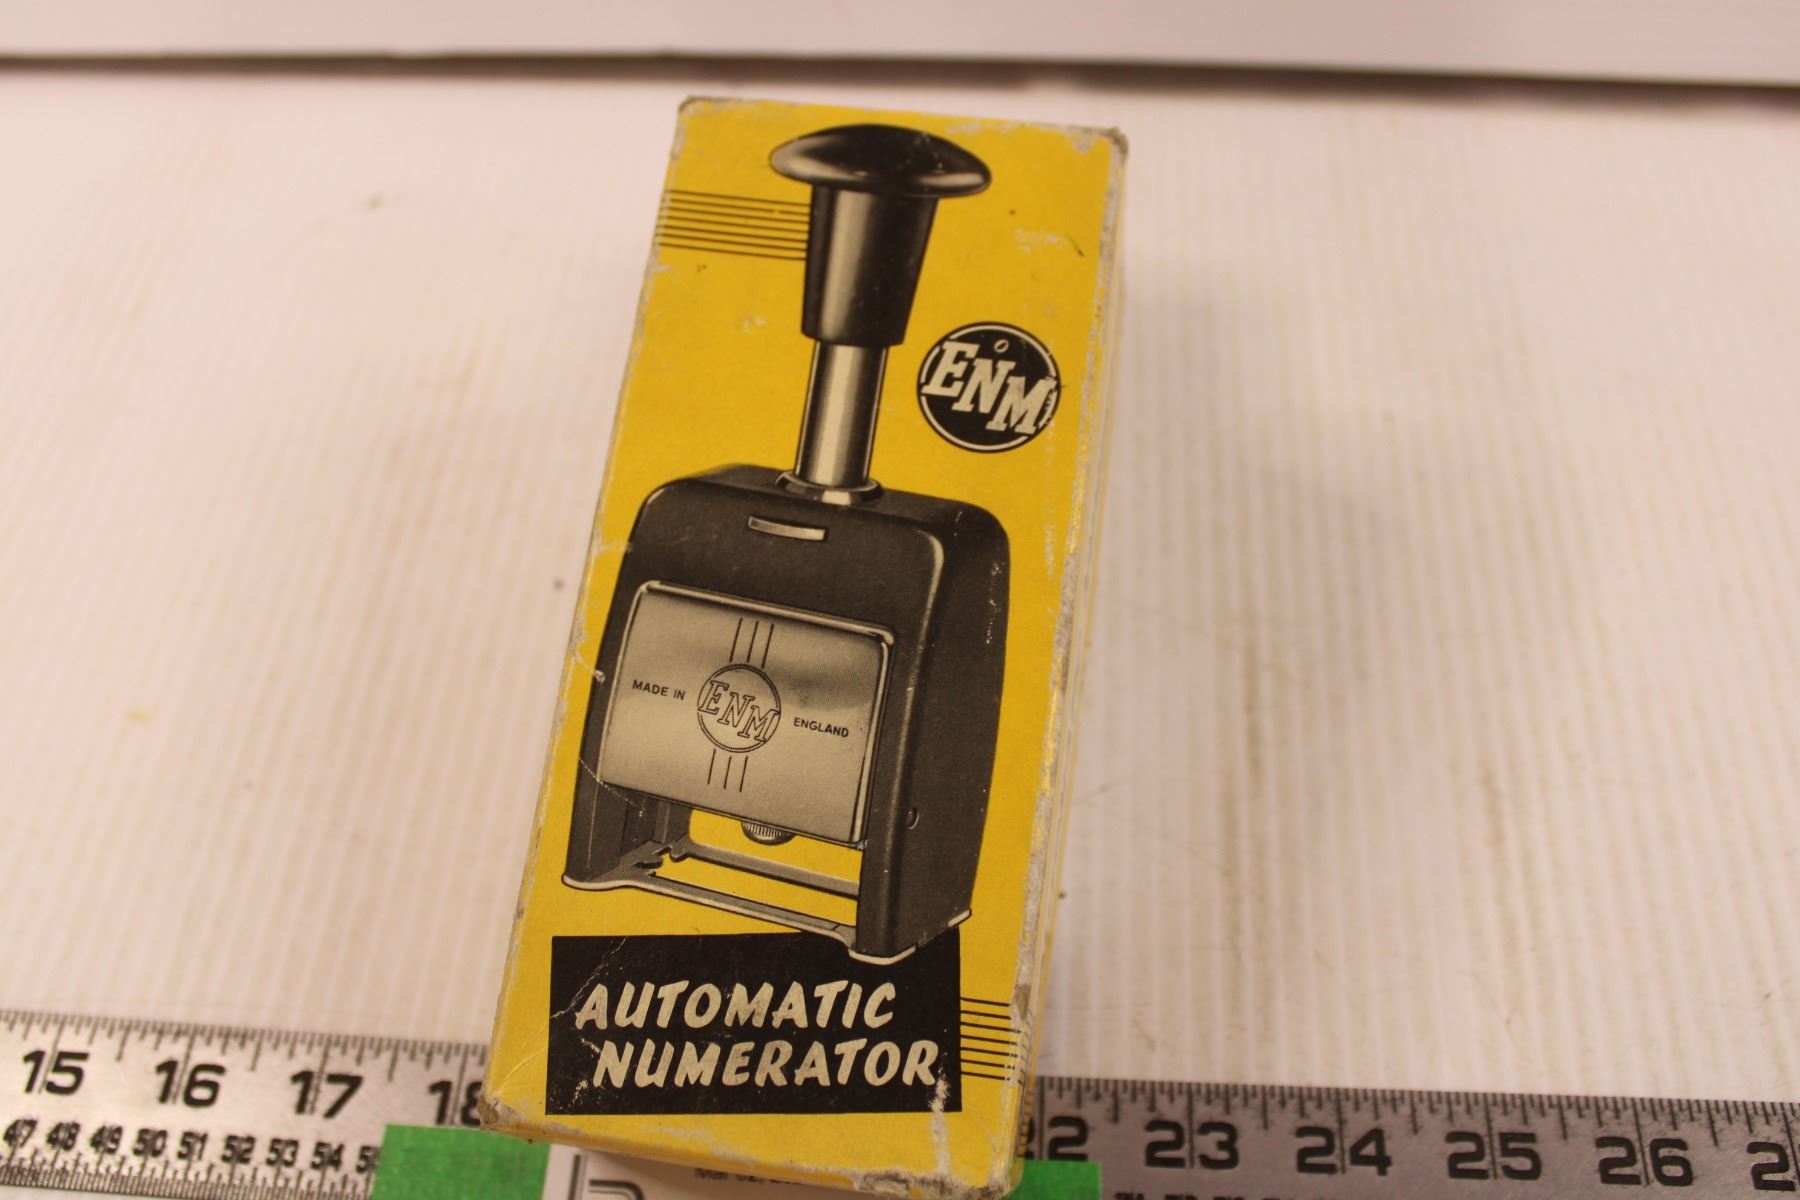 ENM
MADE IN ENM ENGLAND
AUTOMATIC
NUMERATOR
15 16 17 18 22 23 24 25 26
47 48 49 50 51 52 53 54